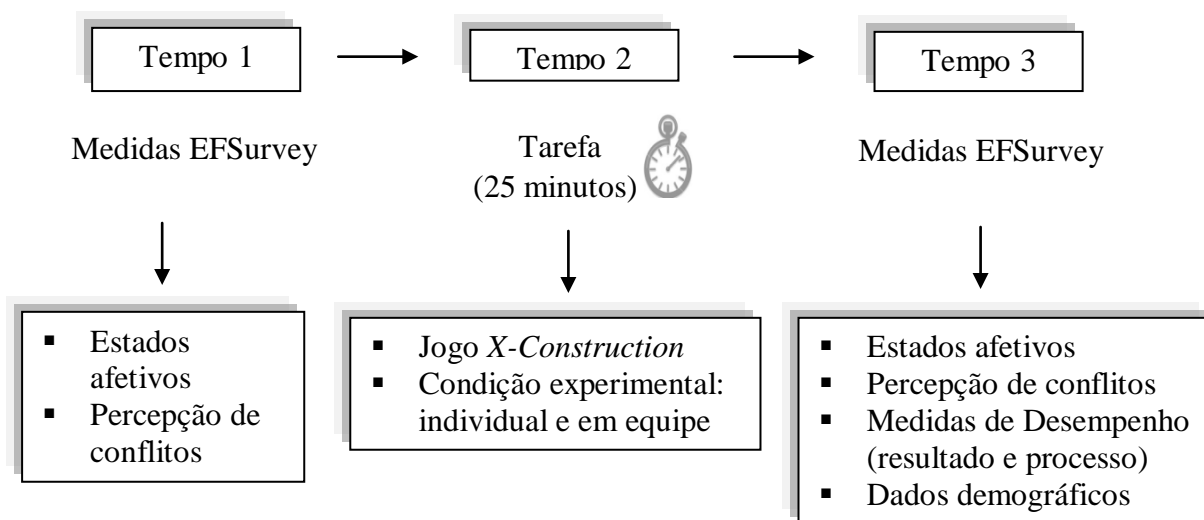 Tempo 1
Tempo 2
Tempo 3
Medidas EFSurvey
Tarefa
(25 minutos)
Medidas EFSurvey
▪ Estados
afetivos
▪ Percepção de
conflitos
▪ Jogo X-Construction
▪ Condição experimental:
individual e em equipe
▪ Estados afetivos
▪ Percepção de conflitos
▪ Medidas de Desempenho
(resultado e processo)
▪ Dados demográficos